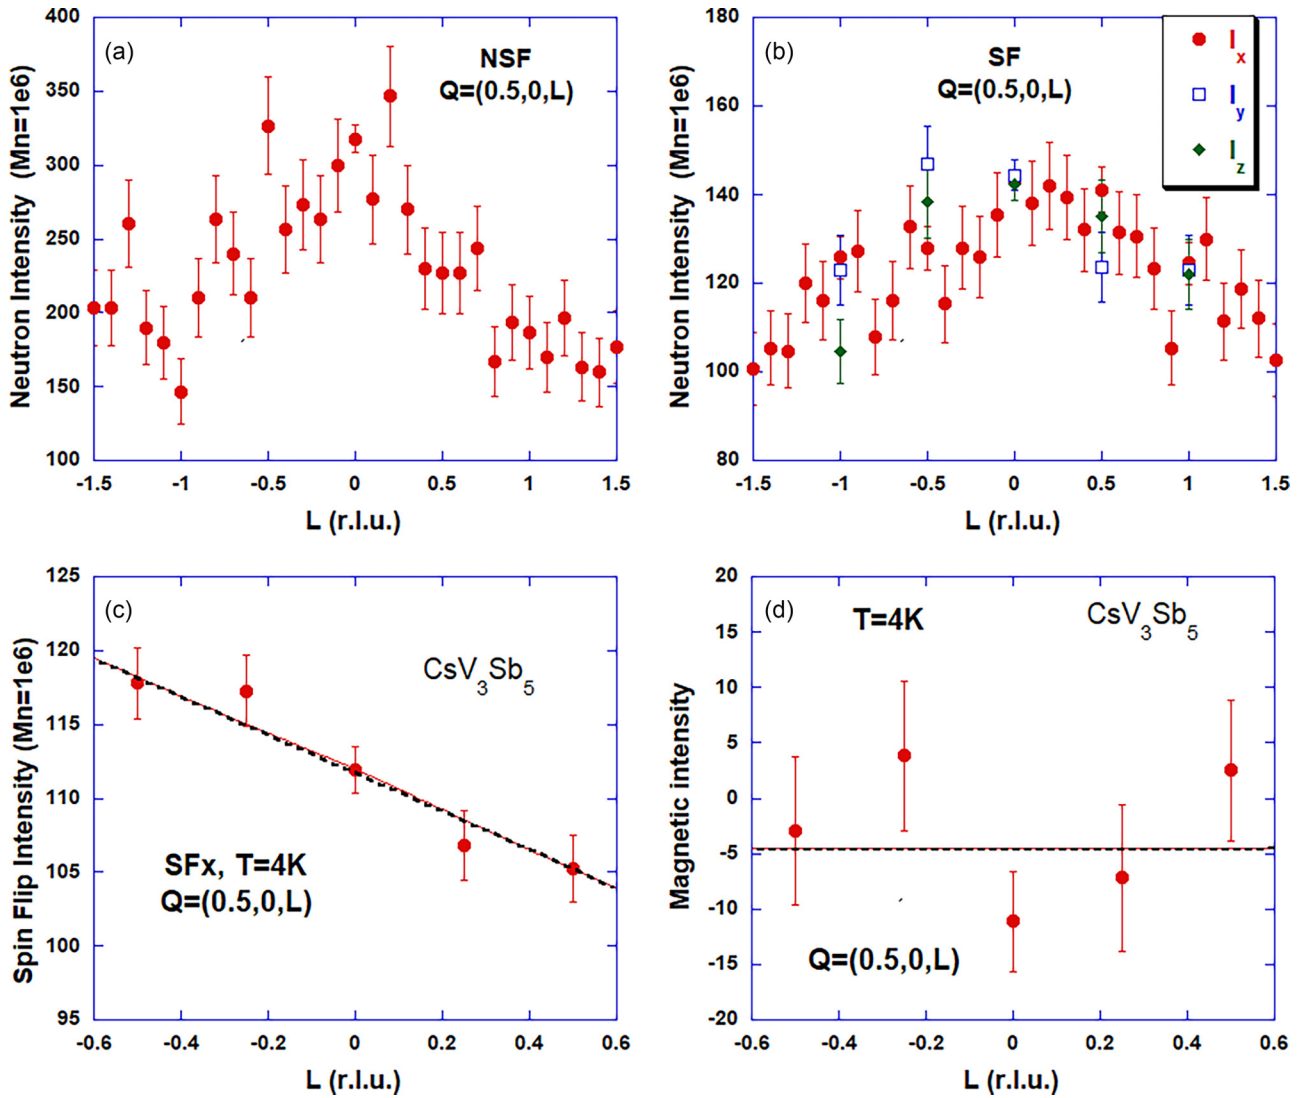 (a)
NSF
Q=(0.5,0,L)
Neutron Intensity (Mn=1e6)
400
350
300
250
200
150
100
-1.5 -1 -0.5 0 0.5 1 1.5
L (r.l.u.)
(b)
SF
Q=(0.5,0,L)
Ix
Iy
Iz
Neutron Intensity (Mn=1e6)
180
160
140
120
100
80
-1.5 -1 -0.5 0 0.5 1 1.5
L (r.l.u.)
(c)
CsV3Sb5
SFx, T=4K
Q=(0.5,0,L)
Spin Flip Intensity (Mn=1e6)
125
120
115
110
105
100
95
-0.6 -0.4 -0.2 0 0.2 0.4 0.6
L (r.l.u.)
(d)
T=4K
CsV3Sb5
Q=(0.5,0,L)
Magnetic intensity
20
15
10
5
0
-5
-10
-15
-20
-0.6 -0.4 -0.2 0 0.2 0.4 0.6
L (r.l.u.)